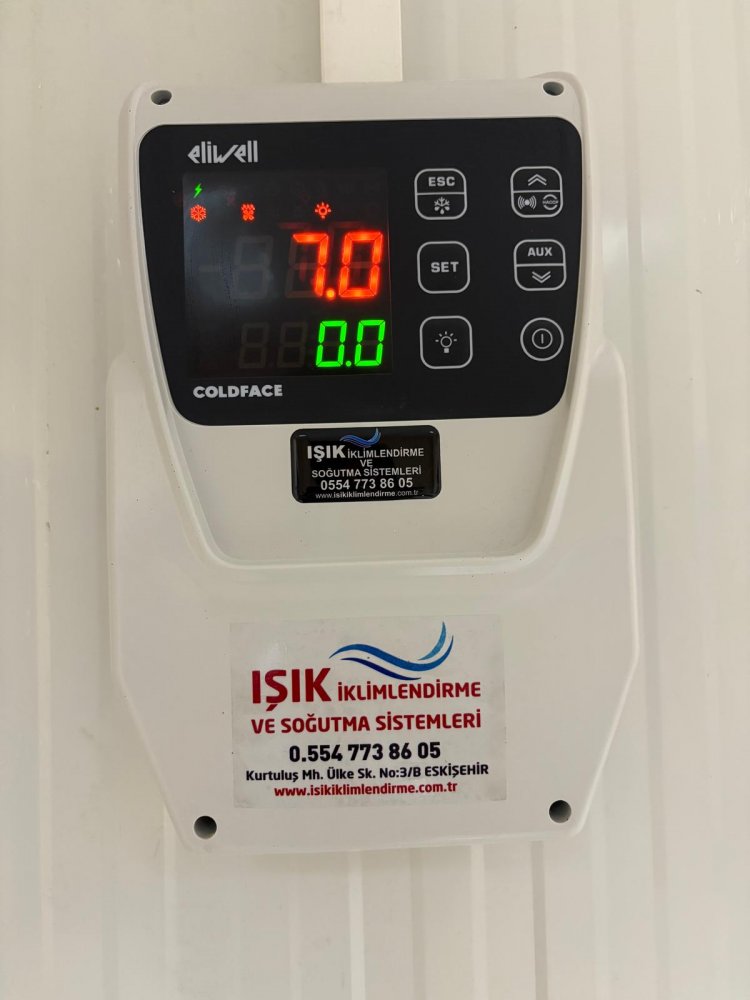 eliwell
ESC
HACCP
7.0
SET
AUX
0.0
COLDFACE
IŞIK İKLİMLENDİRME
VE
SOĞUTMA SİSTEMLERİ
0554 773 86 05
www.isikiklimlendirme.com.tr
IŞIK İKLİMLENDİRME
VE SOĞUTMA SİSTEMLERİ
0.554 773 86 05
Kurtuluş Mh. Ülke Sk. No:3/B ESKİŞEHİR
www.isikiklimlendirme.com.tr